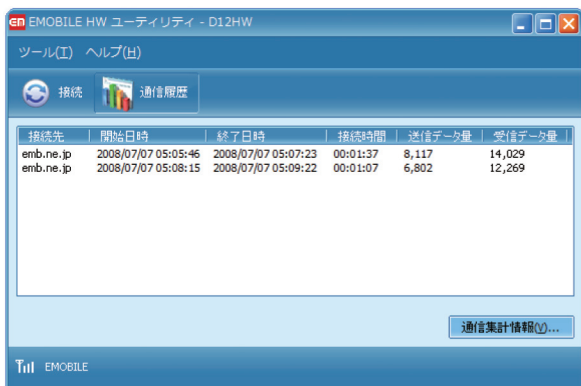 EM EMOBILE HW ユーティリティ - D12HW
ツール(T) ヘルプ(H)
接続 通信履歴
接続先 開始日時 終了日時 接続時間 送信データ量 受信データ量
emb.ne.jp 2008/07/07 05:05:46 2008/07/07 05:07:23 00:01:37 8,117 14,029
emb.ne.jp 2008/07/07 05:08:15 2008/07/07 05:09:22 00:01:07 6,802 12,269
通信集計情報(V)...
EMOBILE